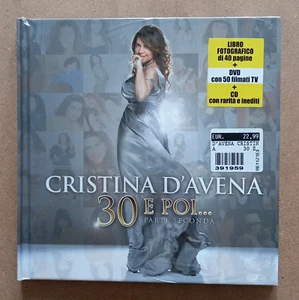 LIBRO
FOTOGRAFICO
di 40 pagine
+
DVD
con 50 filmati TV
+
CD
con rarità e inediti
EUR. 22,99
D'AVENA CRISTIN
A 30 E
391959
CRISTINA D'AVENA
30 E POI...
PARTE SECONDA